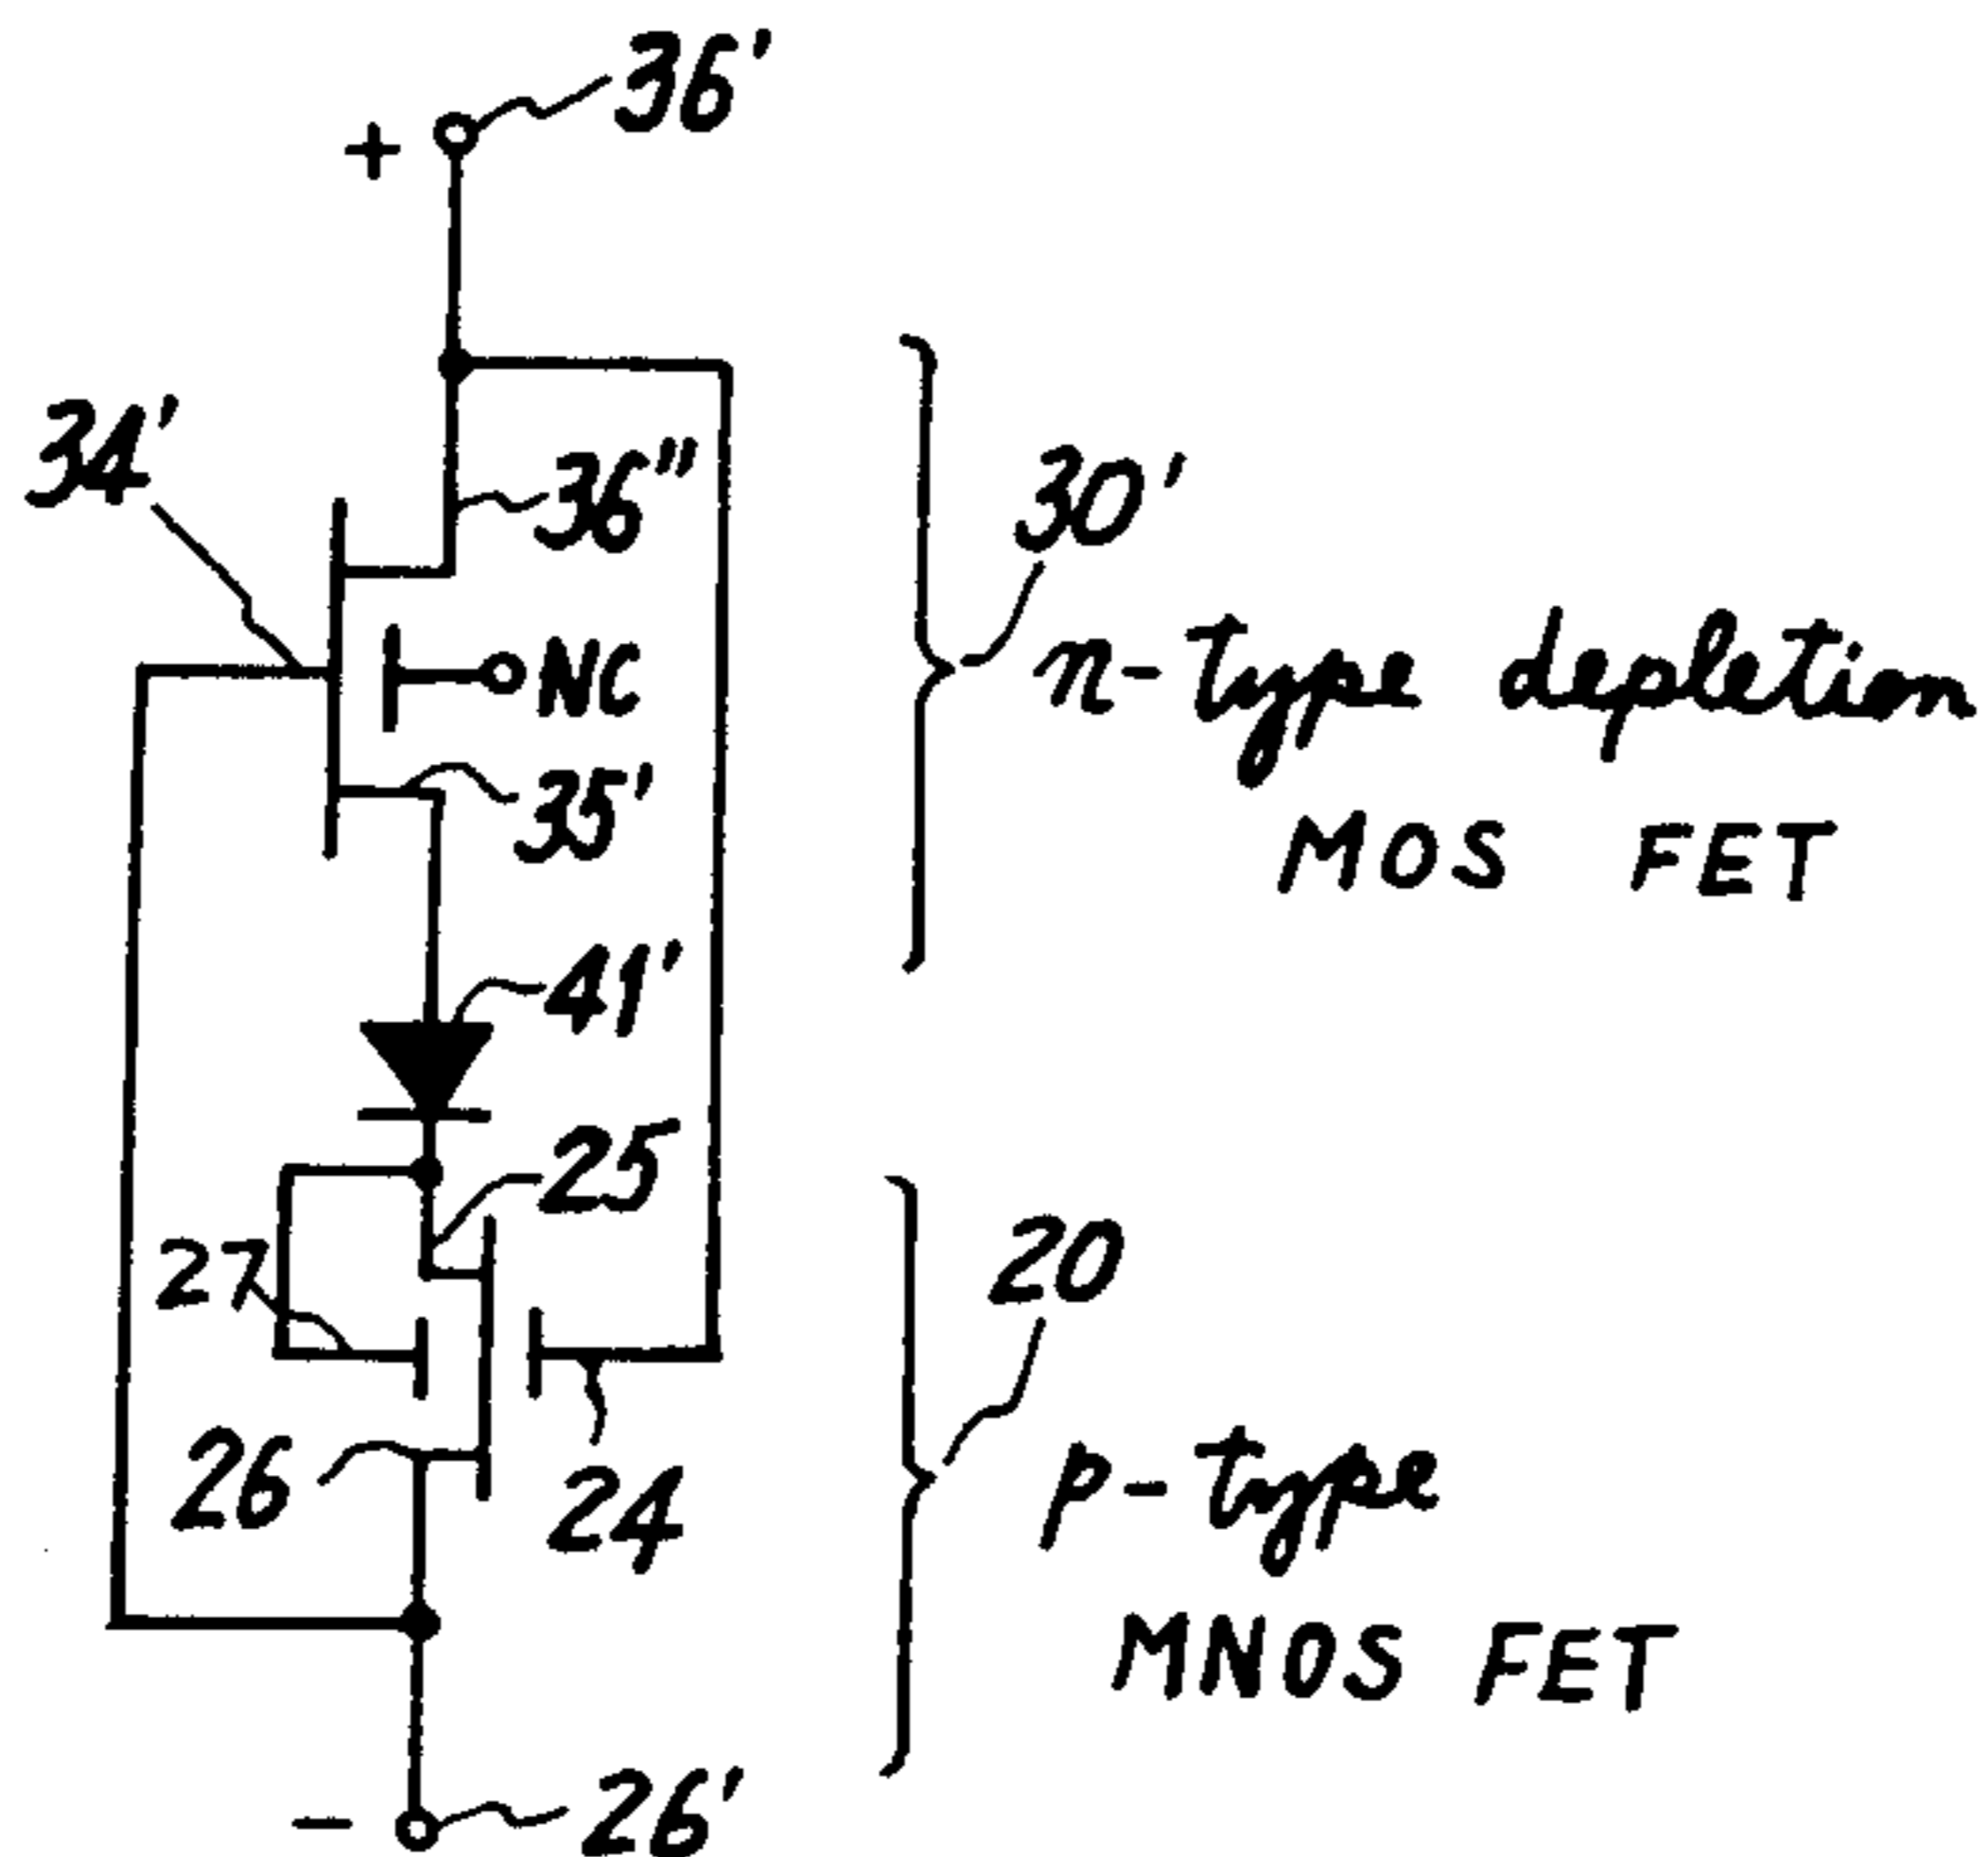 36'
+
34'
36"
30'
NC
n-type depletion
35'
MOS FET
41'
25
27
20
26
24
p-type
MNOS FET
-
26'